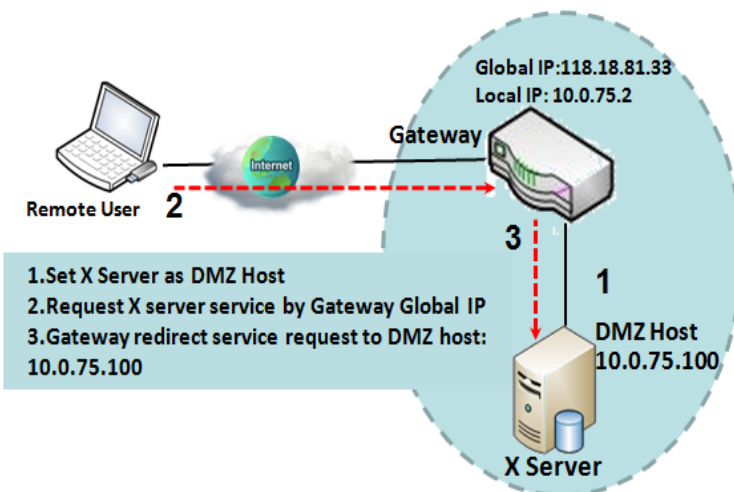 Global IP:118.18.81.33
Local IP: 10.0.75.2
Gateway
Internet
Remote User
2
3
1
1.Set X Server as DMZ Host
2.Request X server service by Gateway Global IP
3.Gateway redirect service request to DMZ host:
10.0.75.100
DMZ Host
10.0.75.100
X Server